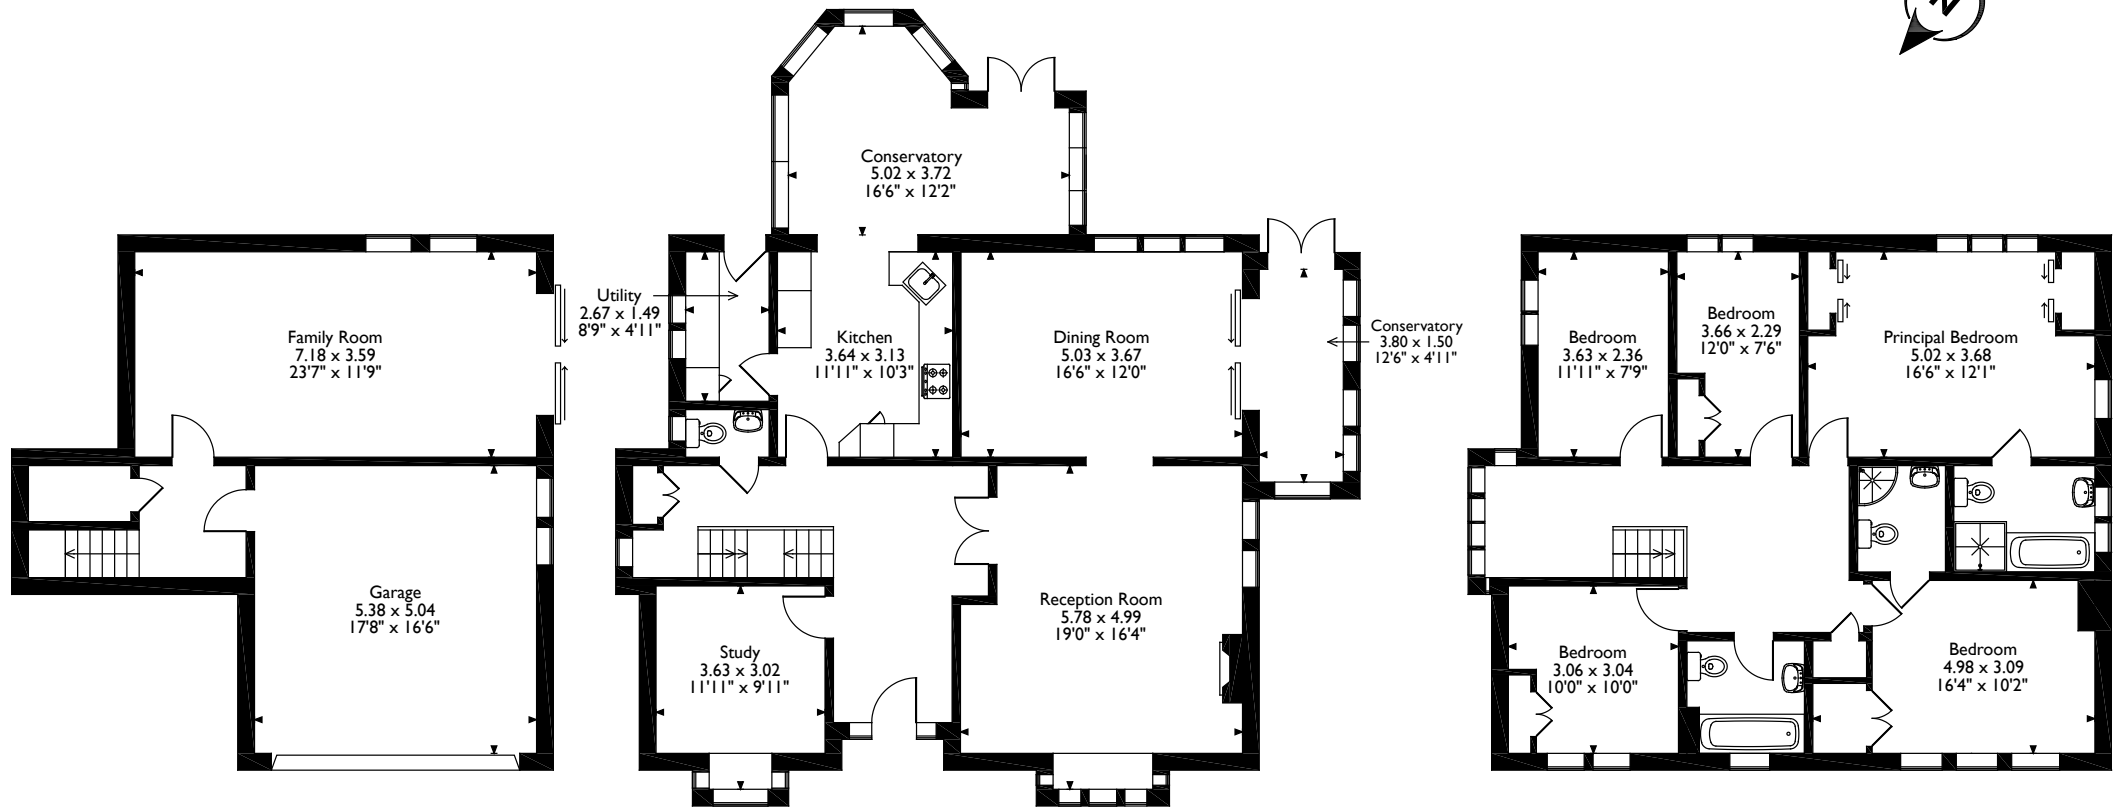 N
Conservatory
5.02 x 3.72
16'6" x 12'2"
Family Room
7.18 x 3.59
23'7" x 11'9"
Utility
2.67 x 1.49
8'9" x 4'11"
Kitchen
3.64 x 3.13
11'11" x 10'3"
Dining Room
5.03 x 3.67
16'6" x 12'0"
Conservatory
3.80 x 1.50
12'6" x 4'11"
Bedroom
3.63 x 2.36
11'11" x 7'9"
Bedroom
3.66 x 2.29
12'0" x 7'6"
Principal Bedroom
5.02 x 3.68
16'6" x 12'1"
Garage
5.38 x 5.04
17'8" x 16'6"
Study
3.63 x 3.02
11'11" x 9'11"
Reception Room
5.78 x 4.99
19'0" x 16'4"
Bedroom
3.06 x 3.04
10'0" x 10'0"
Bedroom
4.98 x 3.09
16'4" x 10'2"